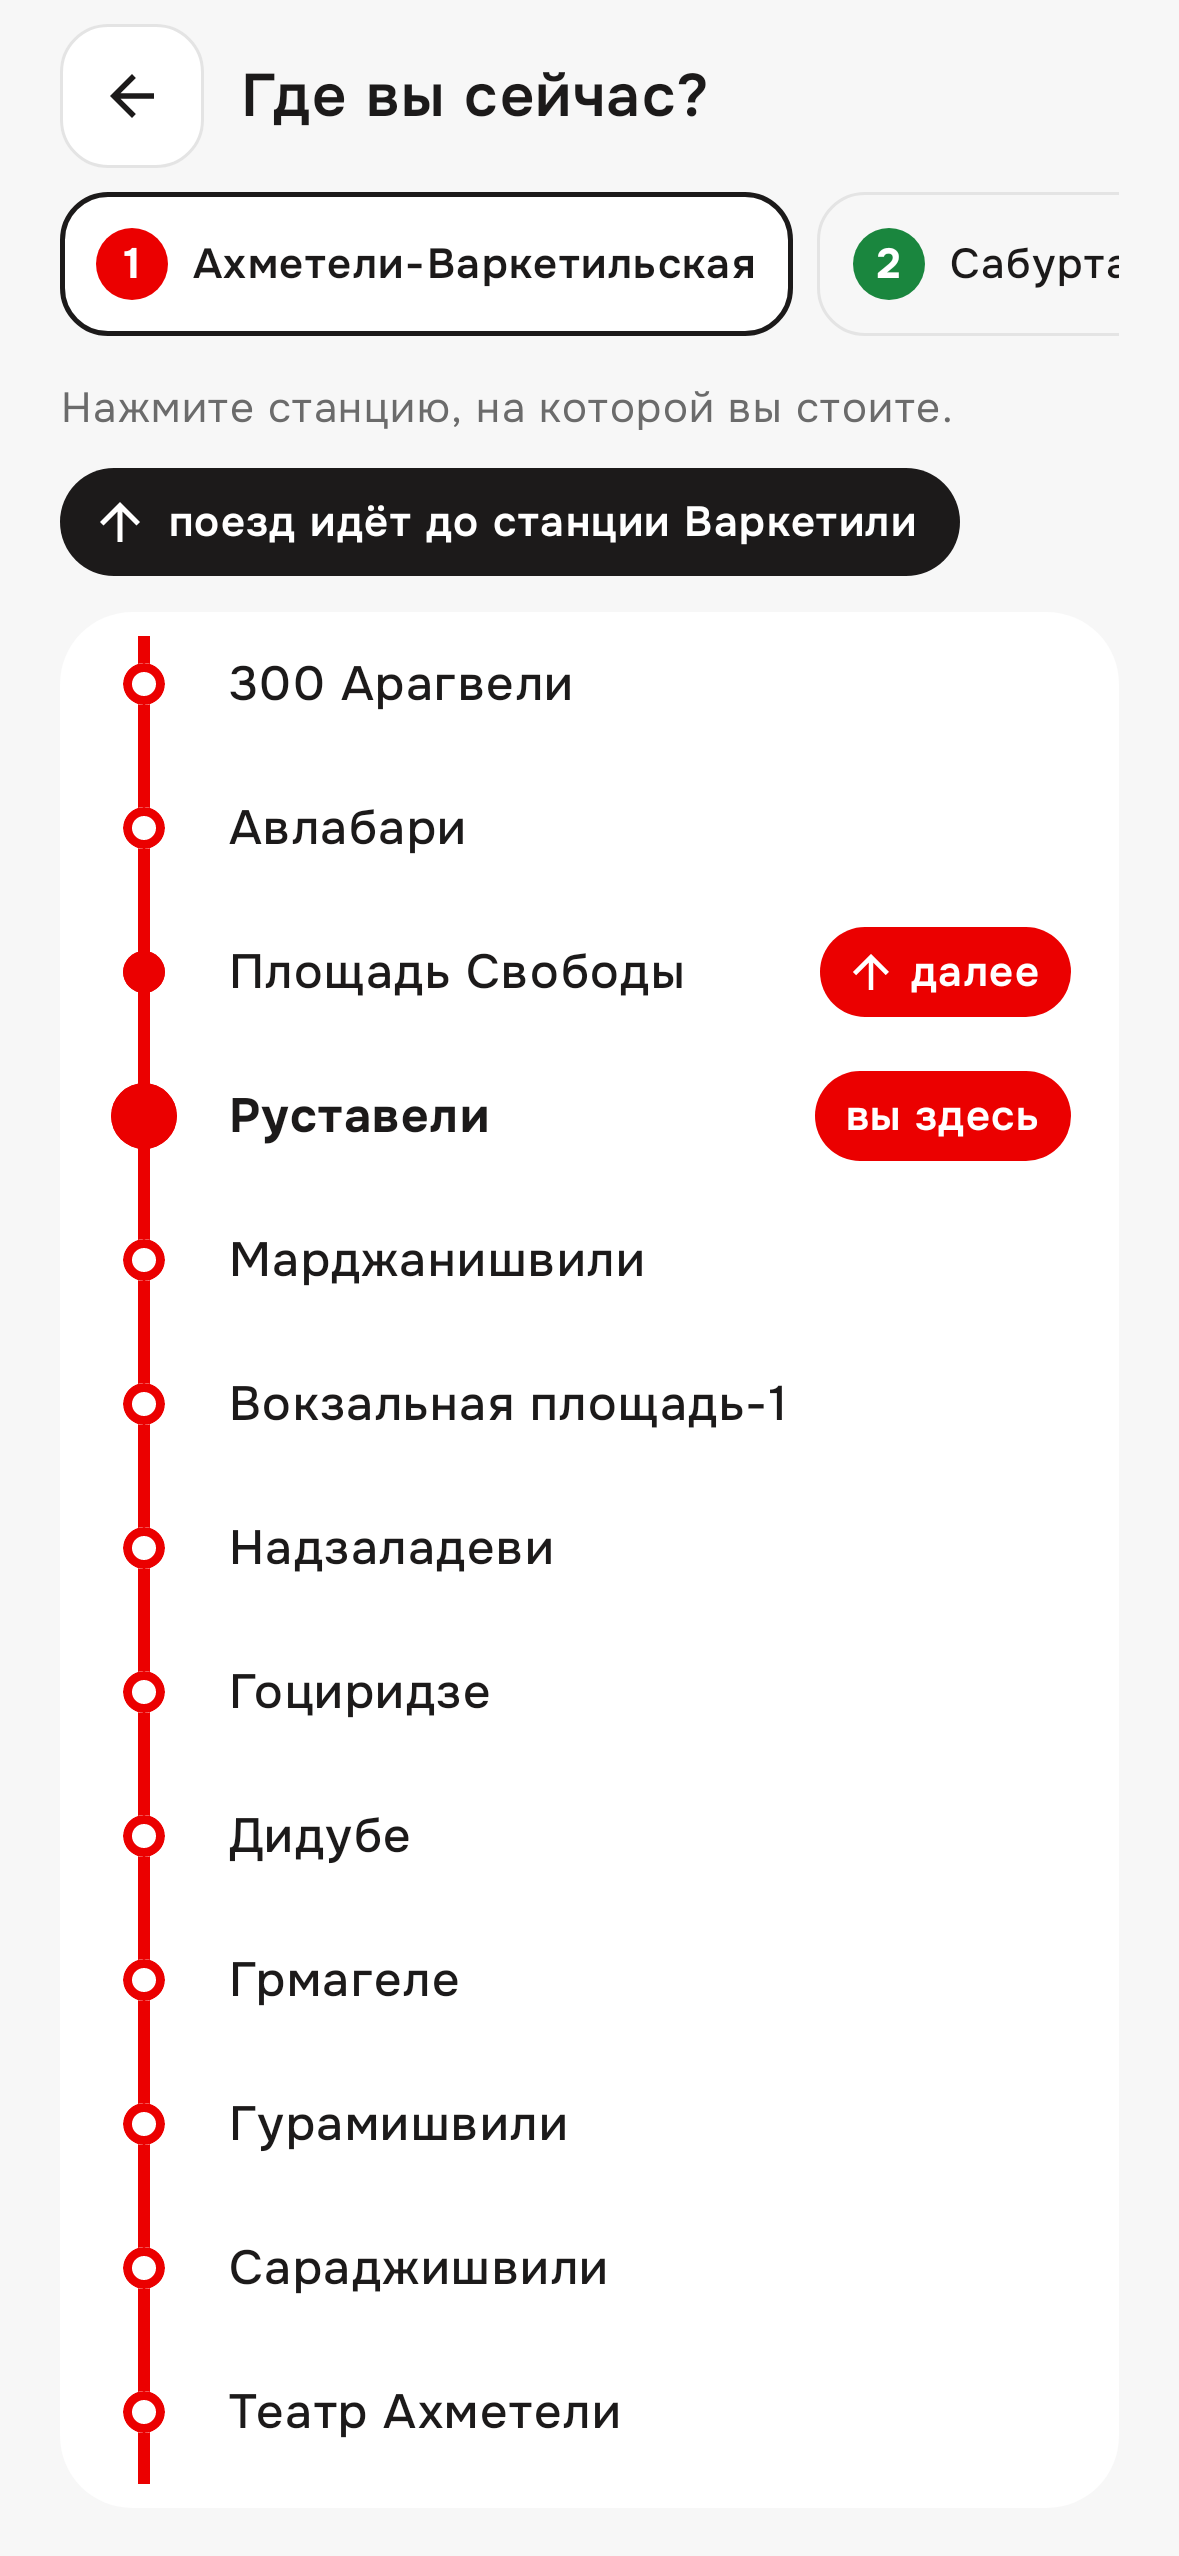 Где вы сейчас?
1 Ахметели-Варкетильская
2 Сабурта
Нажмите станцию, на которой вы стоите.
↑ поезд идёт до станции Варкетили
300 Арагвели
Авлабари
Площадь Свободы ↑ далее
Руставели вы здесь
Марджанишвили
Вокзальная площадь-1
Надзаладеви
Гоциридзе
Дидубе
Грмагеле
Гурамишвили
Сараджишвили
Театр Ахметели